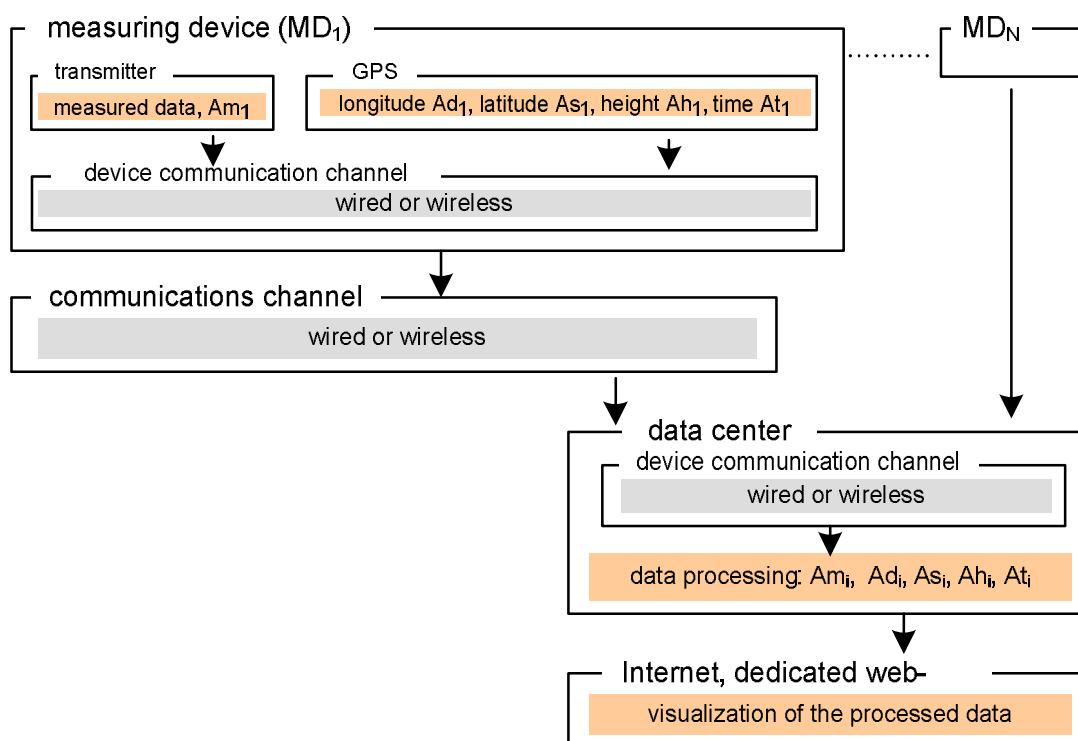 measuring device (MD₁)
MD_N
transmitter
GPS
measured data, Am₁
longitude Ad₁, latitude As₁, height Ah₁, time At₁
device communication channel
wired or wireless
communications channel
wired or wireless
data center
device communication channel
wired or wireless
data processing: Amᵢ, Adᵢ, Asᵢ, Ahᵢ, Atᵢ
Internet, dedicated web-
visualization of the processed data